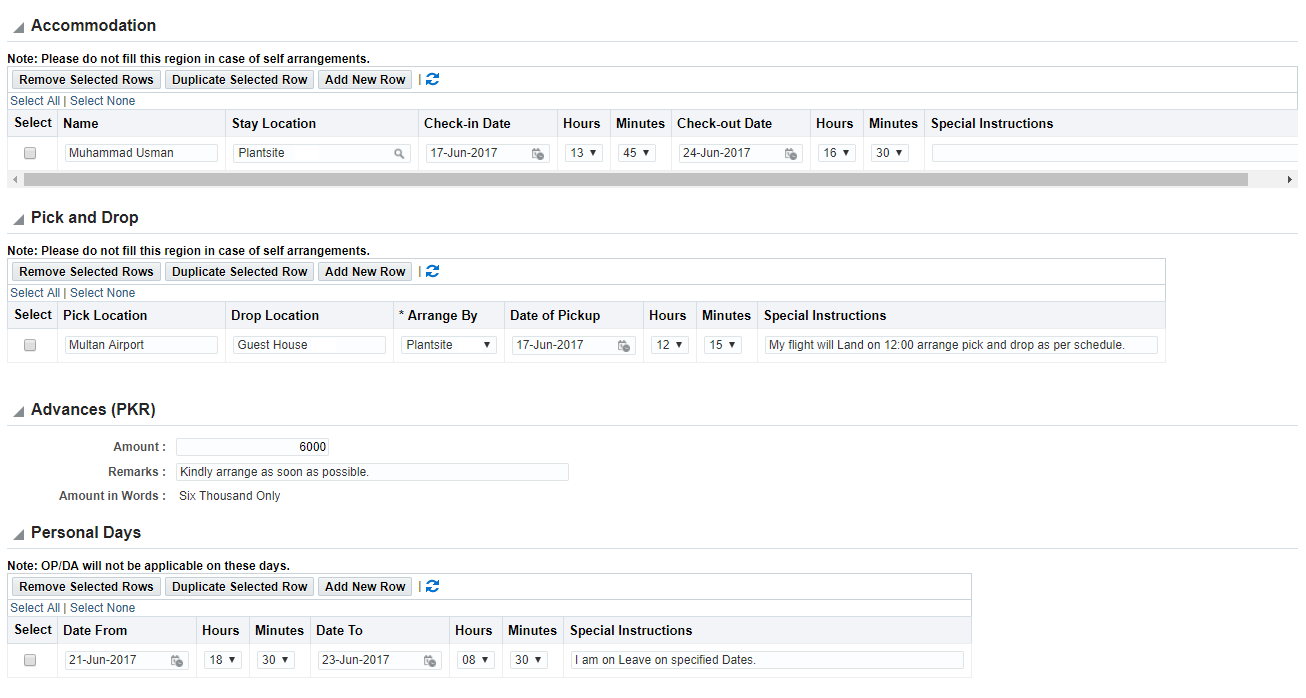 Accommodation
Note: Please do not fill this region in case of self arrangements.
Remove Selected Rows Duplicate Selected Row Add New Row |
Select All | Select None
Select Name Stay Location Check-in Date Hours Minutes Check-out Date Hours Minutes Special Instructions
Muhammad Usman Plantsite 17-Jun-2017 13 45 24-Jun-2017 16 30
Pick and Drop
Note: Please do not fill this region in case of self arrangements.
Remove Selected Rows Duplicate Selected Row Add New Row |
Select All | Select None
Select Pick Location Drop Location * Arrange By Date of Pickup Hours Minutes Special Instructions
Multan Airport Guest House Plantsite 17-Jun-2017 12 15 My flight will Land on 12:00 arrange pick and drop as per schedule.
Advances (PKR)
Amount : 6000
Remarks : Kindly arrange as soon as possible.
Amount in Words : Six Thousand Only
Personal Days
Note: OP/DA will not be applicable on these days.
Remove Selected Rows Duplicate Selected Row Add New Row |
Select All | Select None
Select Date From Hours Minutes Date To Hours Minutes Special Instructions
21-Jun-2017 18 30 23-Jun-2017 08 30 I am on Leave on specified Dates.